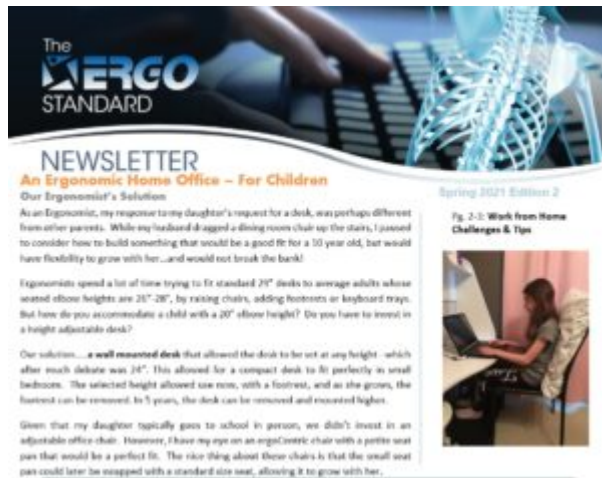 The
ERGO
STANDARD
NEWSLETTER
An Ergonomic Home Office – For Children
Our Ergonomist's Solution
Spring 2021 Edition 2
As an Ergonomist, my response to my daughter's request for a desk, was perhaps different
from other parents. While my husband dragged a dining room chair up the stairs, I paused
to consider how to build something that would be a good fit for a 10 year old, but would
have flexibility to grow with her...and would not break the bank!
Pg. 2-3: Work from Home
Challenges & Tips
Ergonomists spend a lot of time trying to fit standard 29" desks to average adults whose
seated elbow heights are 26"-28", by raising chairs, adding footrests or keyboard trays.
But how do you accommodate a child with a 20" elbow height? Do you have to invest in
a height adjustable desk?
Our solution....a wall mounted desk that allowed the desk to be set at any height - which
after much debate was 24". This allowed for a compact desk to fit perfectly in small
bedroom. The selected height allowed use now, with a footrest, and as she grows, the
footrest can be removed. In 5 years, the desk can be removed and mounted higher.
Given that my daughter typically goes to school in person, we didn't invest in an
adjustable office chair. However, I have my eye on an ergoCentric chair with a petite seat
pan that would be a perfect fit. The nice thing about these chairs is that the small seat
pan could later be swapped with a standard size seat, allowing it to grow with her.